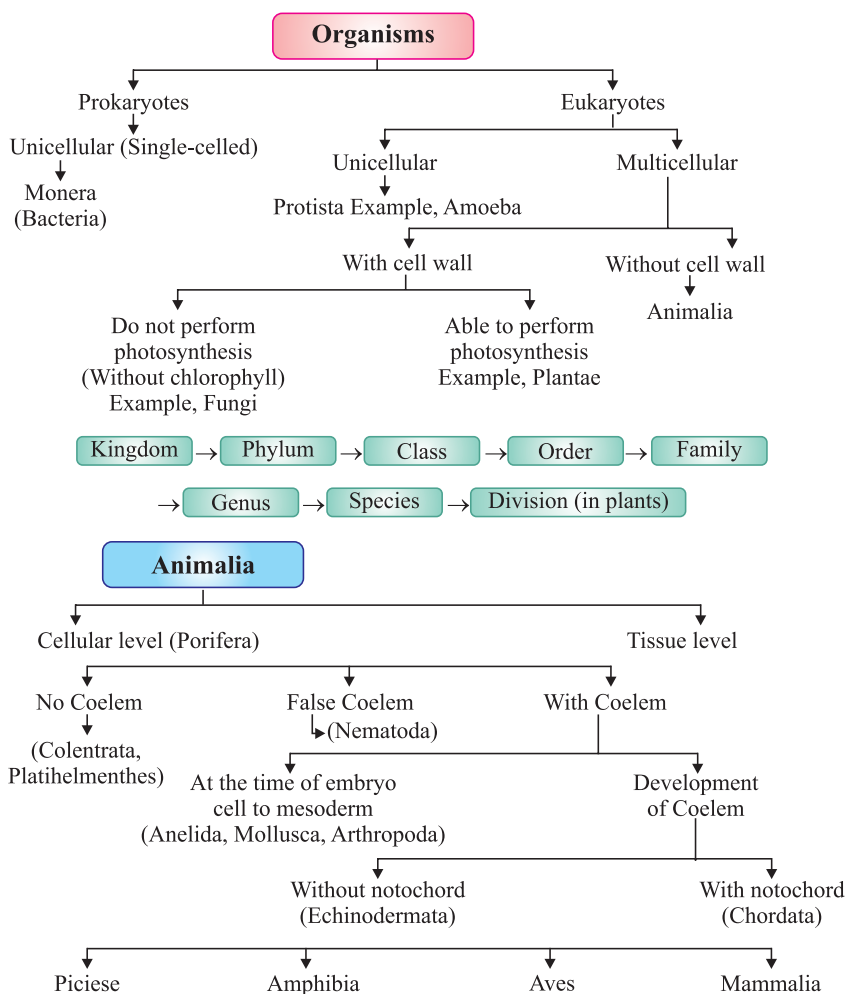 Organisms
Prokaryotes
Eukaryotes
Unicellular (Single-celled)
Unicellular
Multicellular
Monera
(Bacteria)
Protista Example, Amoeba
With cell wall
Without cell wall
Animalia
Do not perform
photosynthesis
(Without chlorophyll)
Example, Fungi
Able to perform
photosynthesis
Example, Plantae
Kingdom → Phylum → Class → Order → Family
→ Genus → Species → Division (in plants)
Animalia
Cellular level (Porifera)
Tissue level
No Coelem
False Coelem
With Coelem
(Nematoda)
(Colentrata,
Platihelmenthes)
At the time of embryo
cell to mesoderm
(Anelida, Mollusca, Arthropoda)
Development
of Coelem
Without notochord
(Echinodermata)
With notochord
(Chordata)
Piciese
Amphibia
Aves
Mammalia